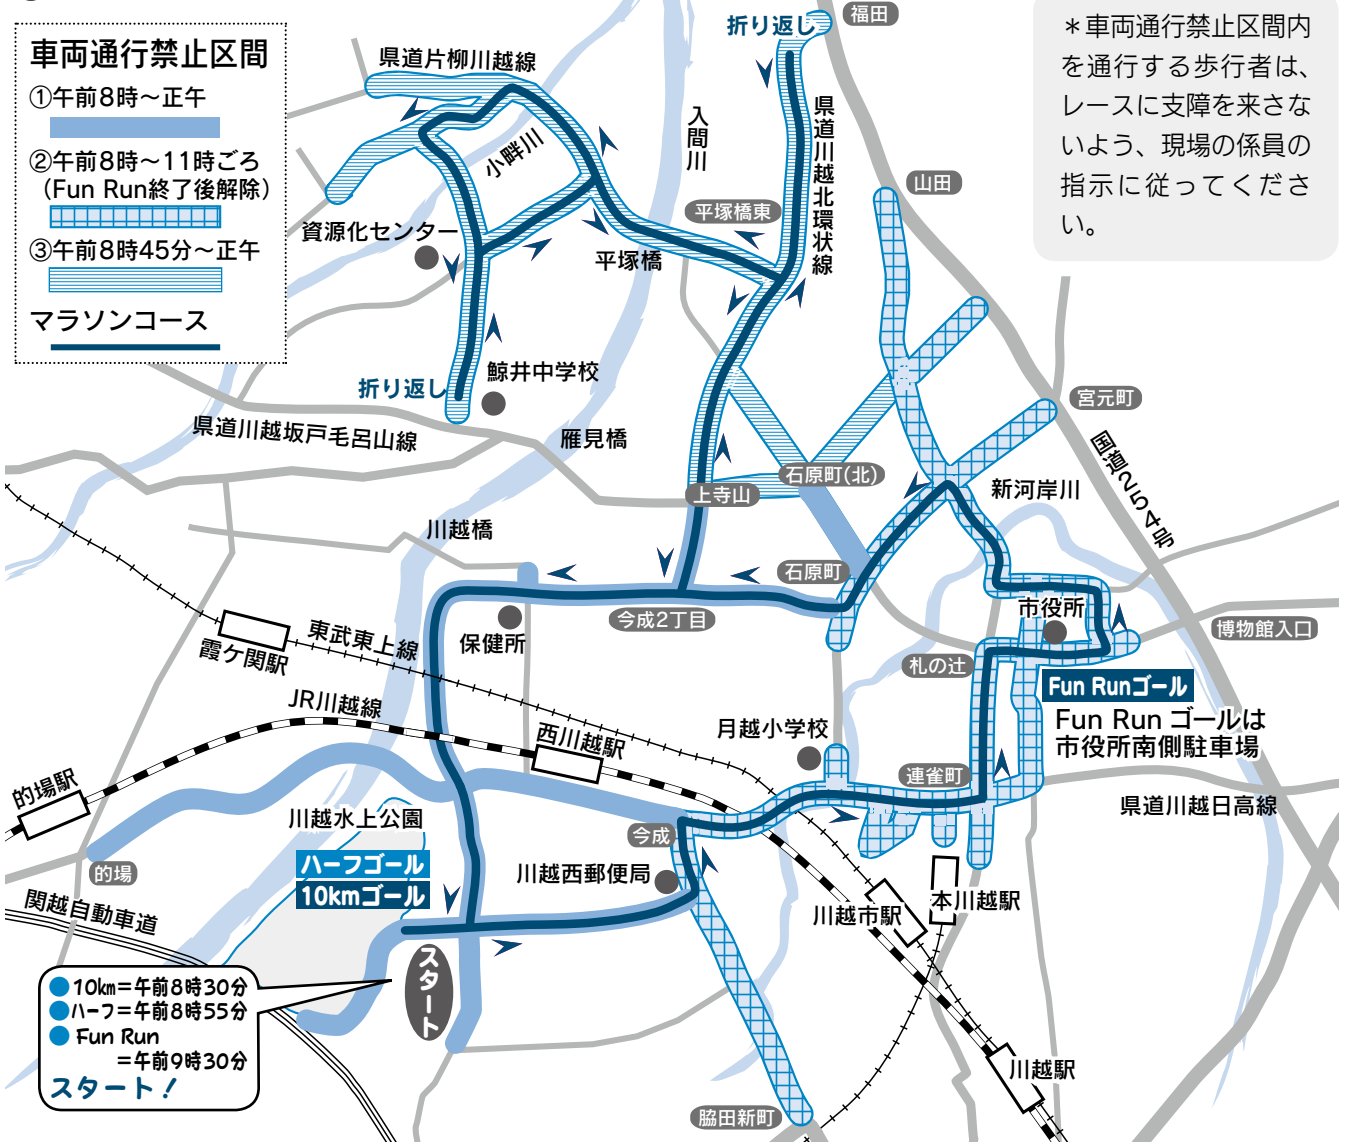 車両通行禁止区間
①午前8時～正午
②午前8時～11時ごろ
（Fun Run終了後解除）
③午前8時45分～正午
マラソンコース
＊車両通行禁止区間内
を通行する歩行者は、
レースに支障を来さな
いよう、現場の係員の
指示に従ってくださ
い。
折り返し
福田
県道片柳川越線
入間川
県道川越北環状線
小畔川
山田
平塚橋東
資源化センター
平塚橋
鯨井中学校
折り返し
宮元町
県道川越坂戸毛呂山線
雁見橋
国道254号
石原町(北)
上寺山
新河岸川
川越橋
石原町
市役所
今成2丁目
博物館入口
保健所
東武東上線
霞ケ関駅
札の辻
Fun Runゴール
Fun Run ゴールは
市役所南側駐車場
JR川越線
西川越駅
月越小学校
連雀町
的場駅
県道川越日高線
川越水上公園
今成
ハーフゴール
10kmゴール
川越西郵便局
的場
川越市駅
本川越駅
関越自動車道
スタート
10km＝午前8時30分
ハーフ＝午前8時55分
Fun Run
＝午前9時30分
スタート！
川越駅
脇田新町